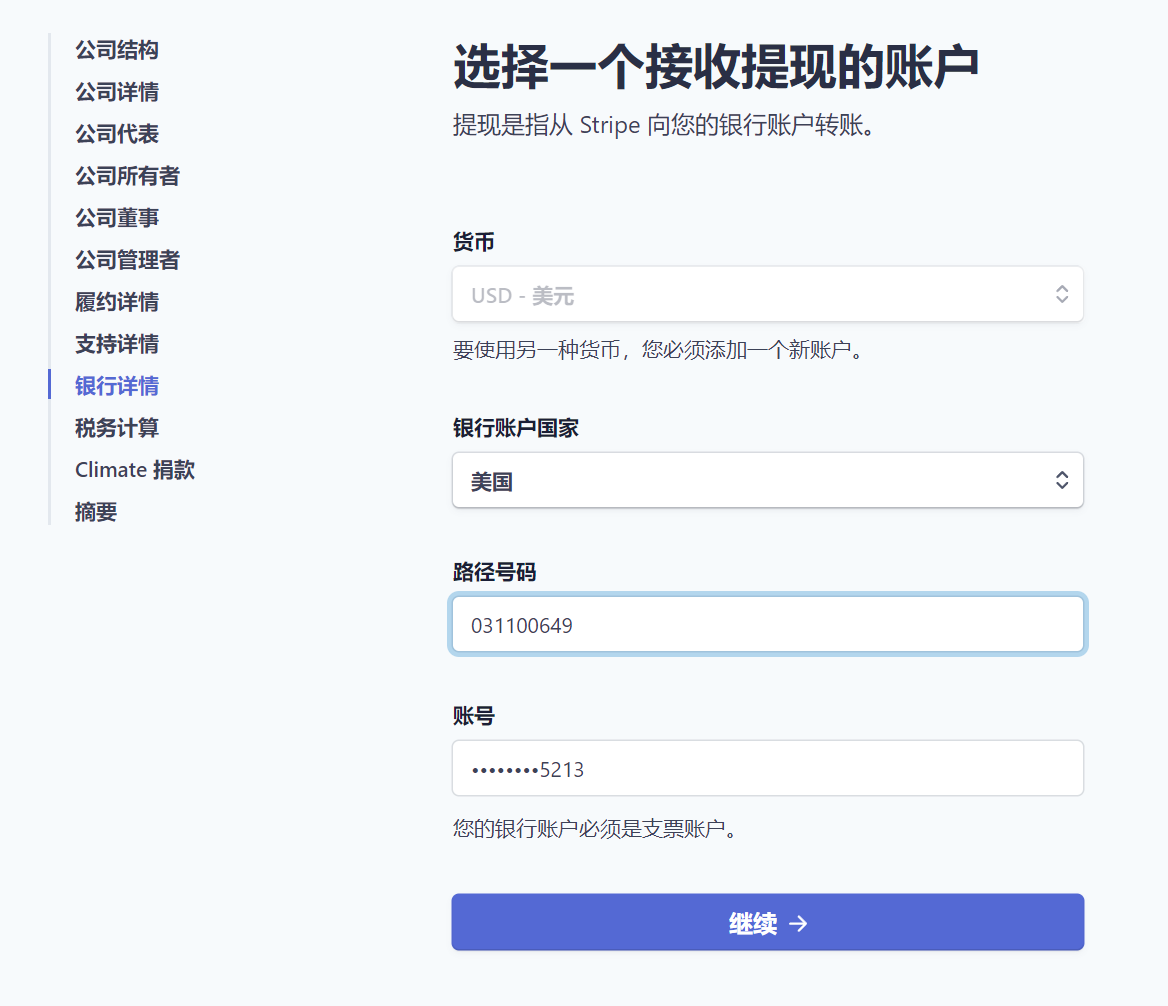 公司结构
公司详情
公司代表
公司所有者
公司董事
公司管理者
履约详情
支持详情
银行详情
税务计算
Climate 捐款
摘要
选择一个接收提现的账户
提现是指从 Stripe 向您的银行账户转账。
货币
USD - 美元
要使用另一种货币，您必须添加一个新账户。
银行账户国家
美国
路径号码
031100649
账号
••••••••5213
您的银行账户必须是支票账户。
继续 →